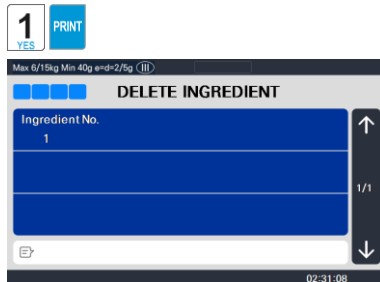 1
YES
PRINT
Max 6/15kg Min 40g e=d=2/5g (III)
DELETE INGREDIENT
Ingredient No.
1
1/1
02:31:08